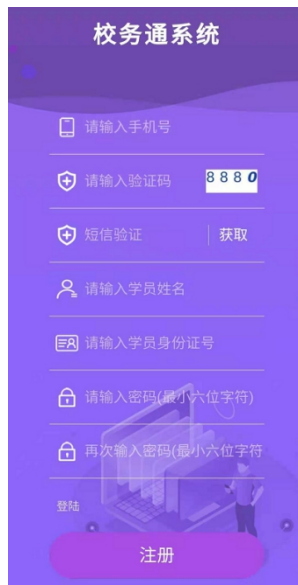 校务通系统
请输入手机号
请输入验证码 8880
短信验证 获取
请输入学员姓名
请输入学员身份证号
请输入密码(最小六位字符)
再次输入密码(最小六位字符
登陆
注册